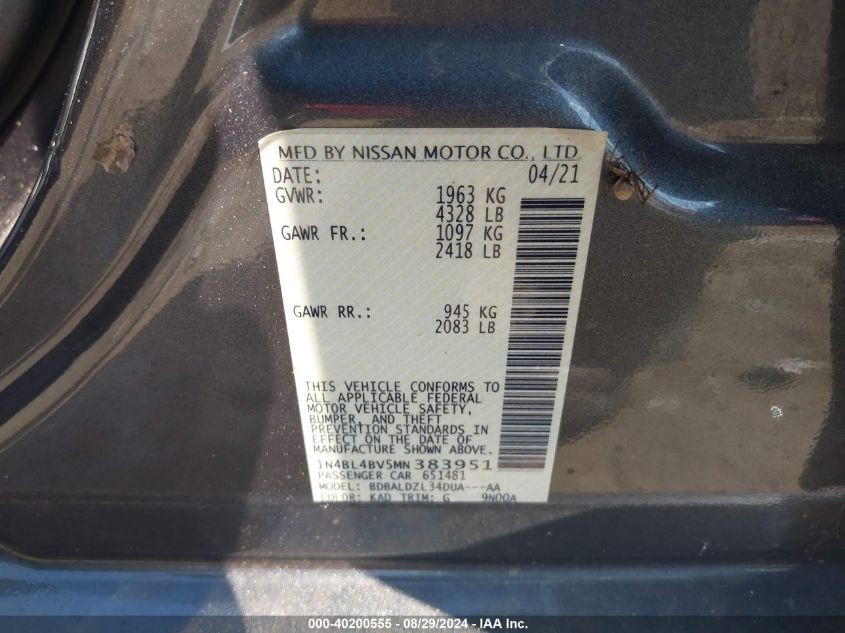 MFD BY NISSAN MOTOR CO., LTD.
DATE: 04/21
GVWR: 1963 KG
4328 LB
GAWR FR.: 1097 KG
2418 LB
GAWR RR.: 945 KG
2083 LB
THIS VEHICLE CONFORMS TO
ALL APPLICABLE FEDERAL
MOTOR VEHICLE SAFETY,
BUMPER, AND THEFT
PREVENTION STANDARDS IN
EFFECT ON THE DATE OF
MANUFACTURE SHOWN ABOVE.
1N4BL4BV5MN383951
PASSENGER CAR 651481
MODEL: BDBALDZL34DUA---AA
COLOR: KAD TRIM: G 9N00A
000-40200555 - 08/29/2024 - IAA Inc.